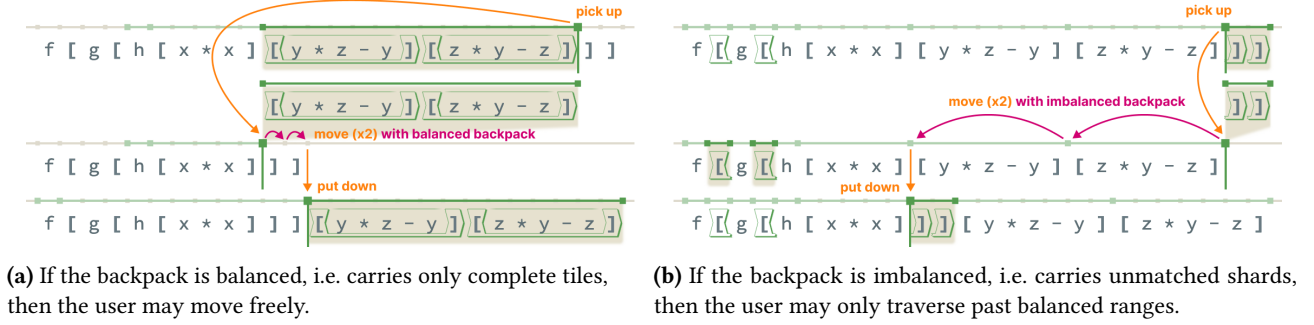 pick up
f [ g [ h [ x * x ] [ ( y * z - y ] ) [ ( z * y - z ] ) ] ]
[ ( y * z - y ] ) [ ( z * y - z ] )
move (x2) with balanced backpack
f [ g [ h [ x * x ] ] ]
put down
f [ g [ h [ x * x ] ] ] [ ( y * z - y ] ) [ ( z * y - z ] )
(a) If the backpack is balanced, i.e. carries only complete tiles,
then the user may move freely.
pick up
f [ g [ h [ x * x ] [ y * z - y ] [ z * y - z ] ] ]
] ]
move (x2) with imbalanced backpack
f [ g [ h [ x * x ] [ y * z - y ] [ z * y - z ]
put down
f [ g [ h [ x * x ] ] ] [ y * z - y ] [ z * y - z ]
(b) If the backpack is imbalanced, i.e. carries unmatched shards,
then the user may only traverse past balanced ranges.